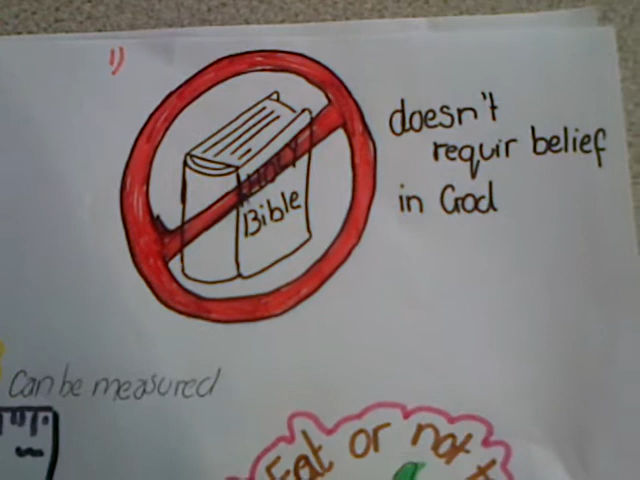 1)
doesn't
requir belief
in God
HOLY
Bible
Can be measured
Eat or not t